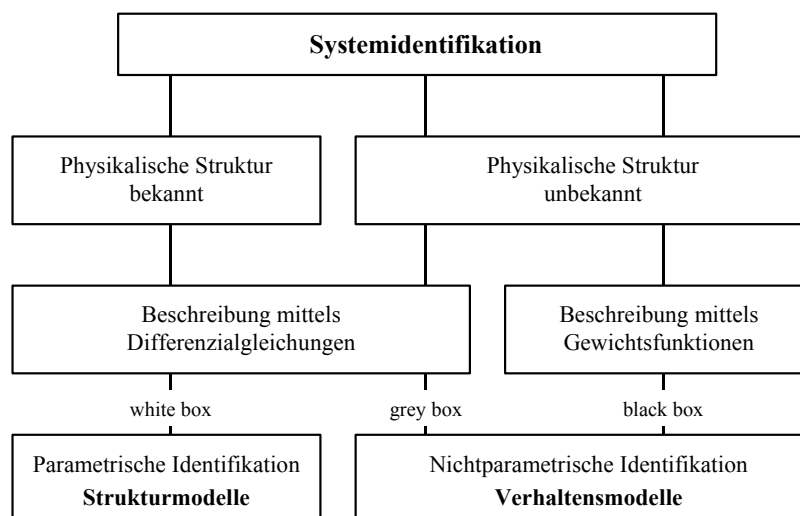 Systemidentifikation
Physikalische Struktur
bekannt
Physikalische Struktur
unbekannt
Beschreibung mittels
Differenzialgleichungen
Beschreibung mittels
Gewichtsfunktionen
white box
grey box
black box
Parametrische Identifikation
Strukturmodelle
Nichtparametrische Identifikation
Verhaltensmodelle